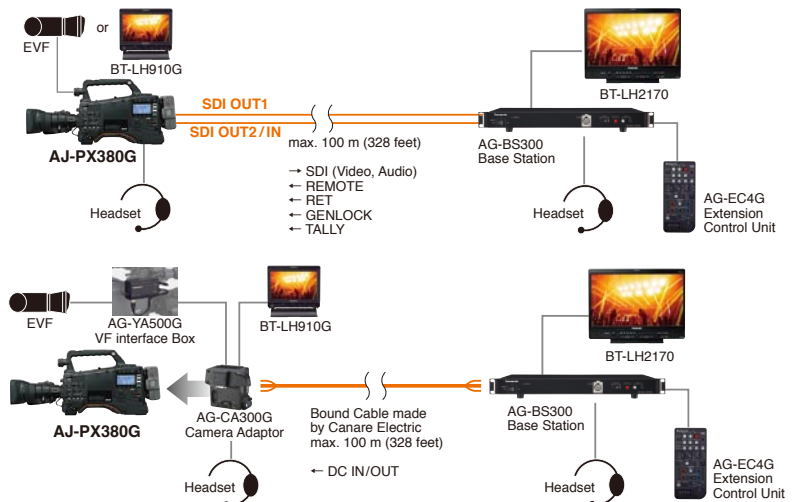 EVF
or
BT-LH910G
AJ-PX380G
Headset
SDI OUT1
SDI OUT2/IN
max. 100 m (328 feet)
→ SDI (Video, Audio)
← REMOTE
← RET
← GENLOCK
← TALLY
BT-LH2170
AG-BS300
Base Station
Headset
AG-EC4G
Extension
Control Unit
EVF
AG-YA500G
VF interface Box
BT-LH910G
AJ-PX380G
AG-CA300G
Camera Adaptor
Headset
Bound Cable made
by Canare Electric
max. 100 m (328 feet)
← DC IN/OUT
BT-LH2170
AG-BS300
Base Station
Headset
AG-EC4G
Extension
Control Unit